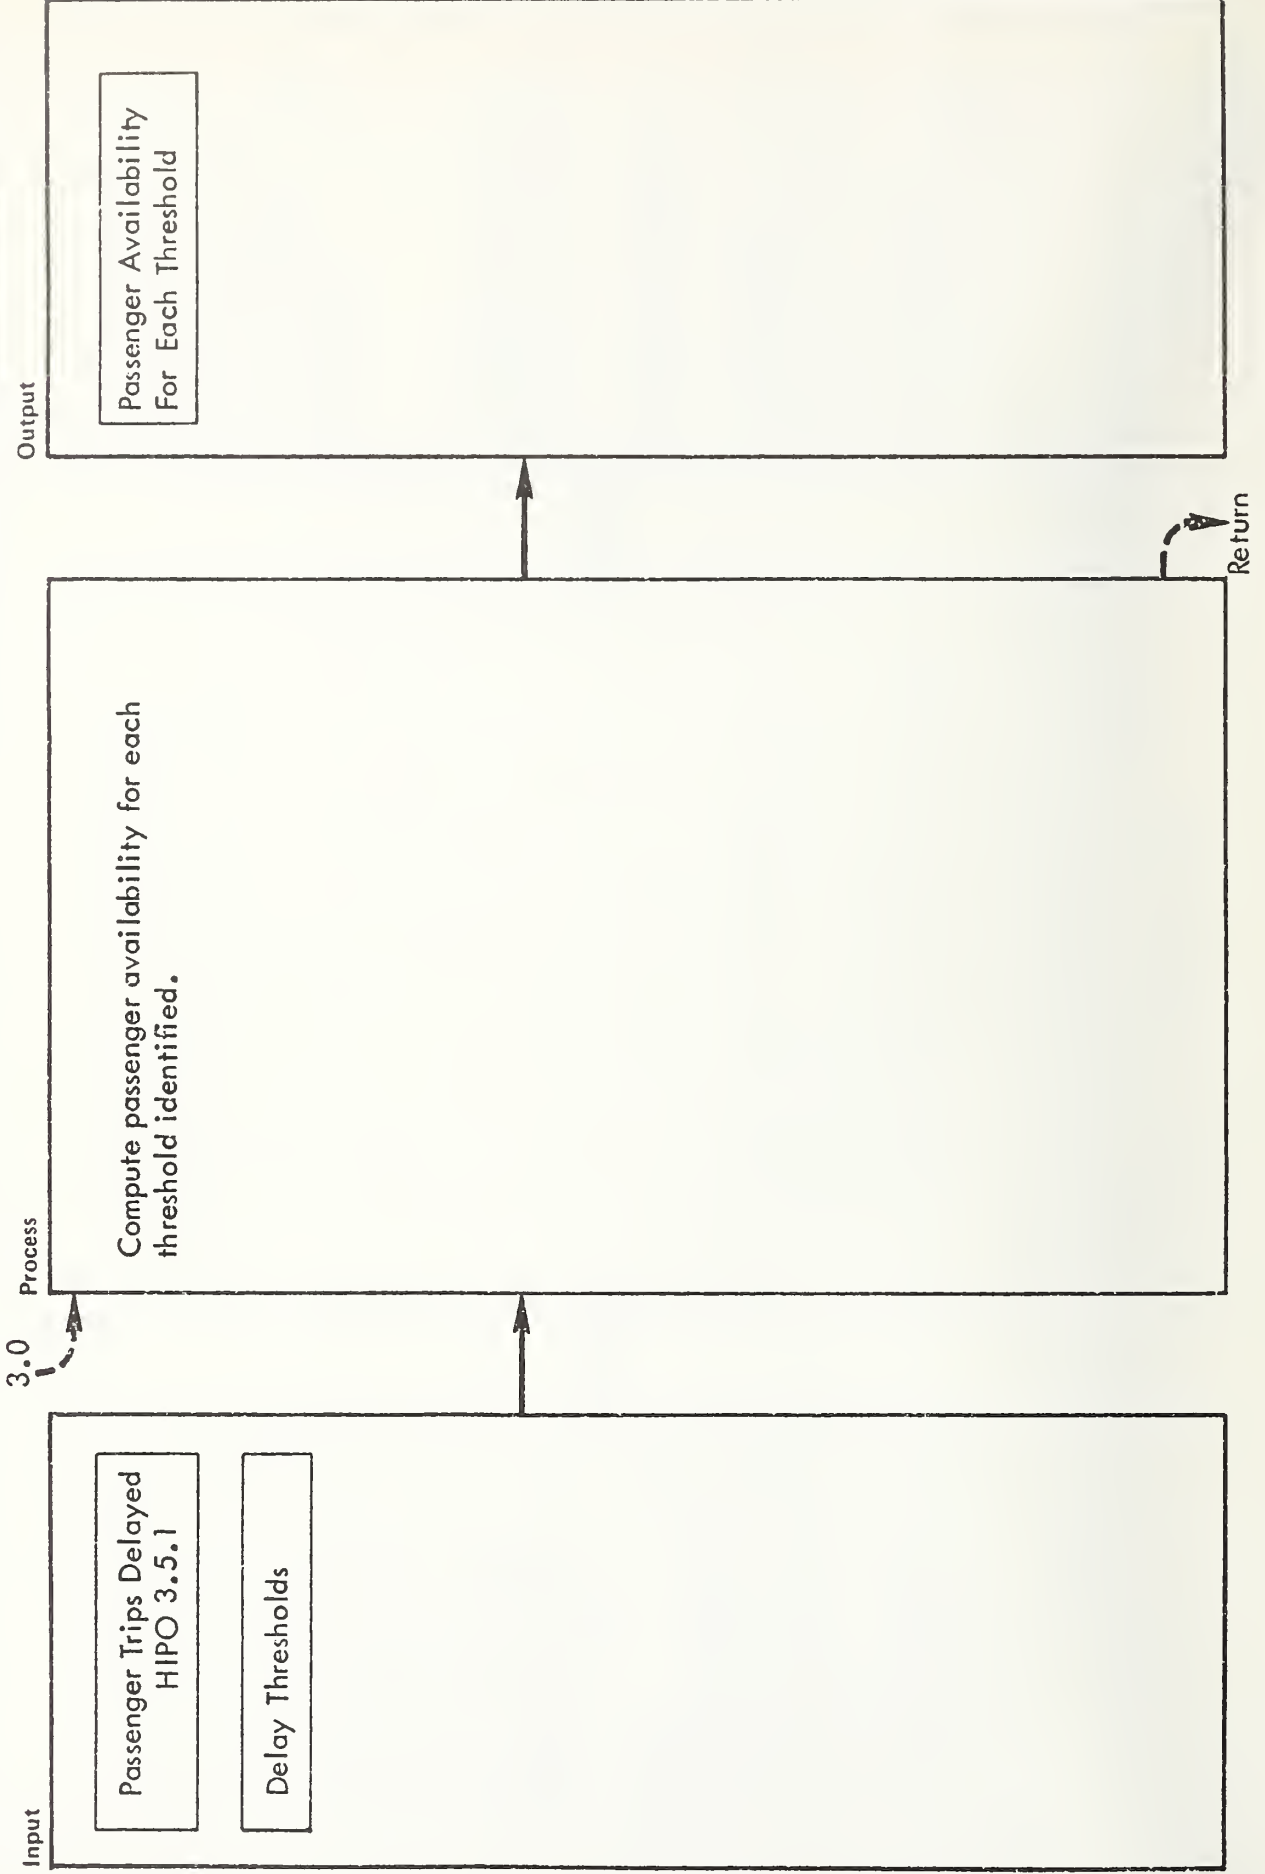 Input
Passenger Trips Delayed
HIPO 3.5.1
Delay Thresholds
3.0
Process
Compute passenger availability for each
threshold identified.
Return
Output
Passenger Availability
For Each Threshold